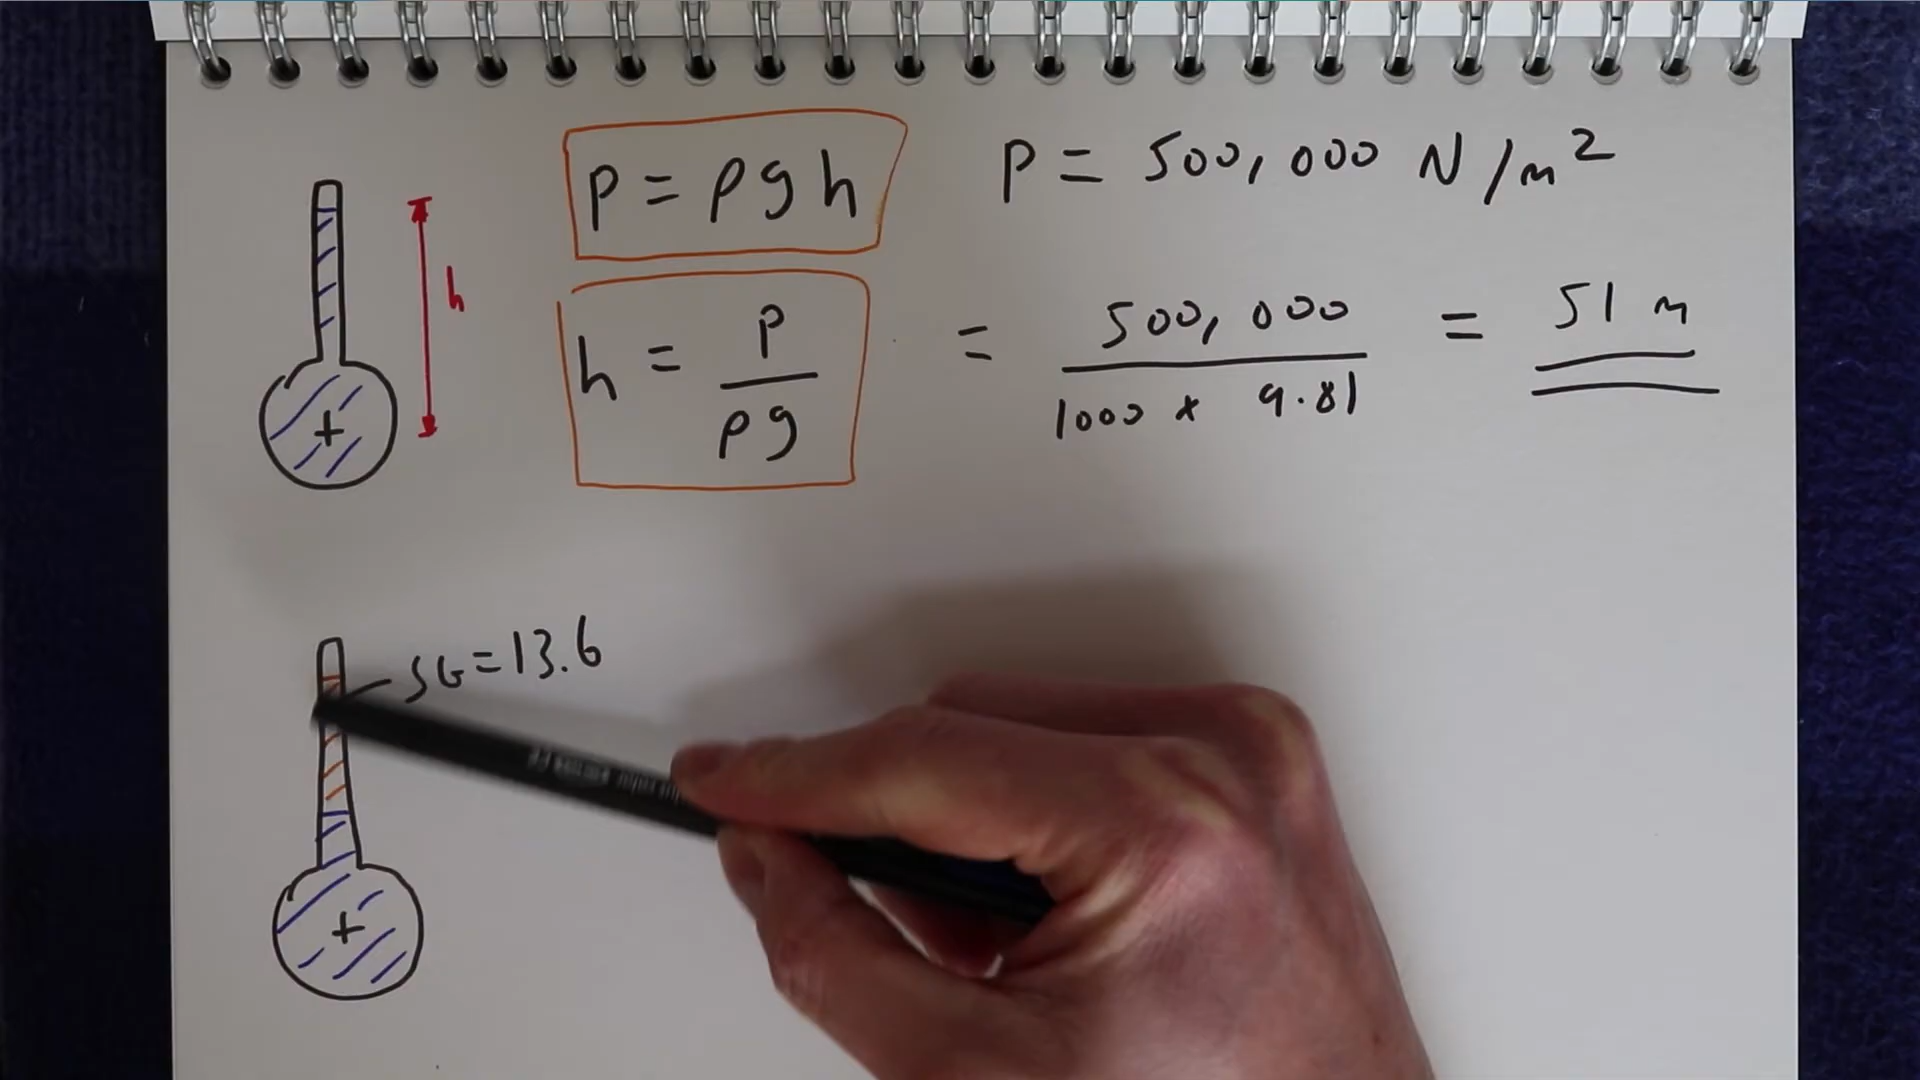 p = ρgh
P = 500,000 N/m²
h
h = p/ρg = 500,000/1000 × 9.81 = 51 m
+
SG = 13.6
+